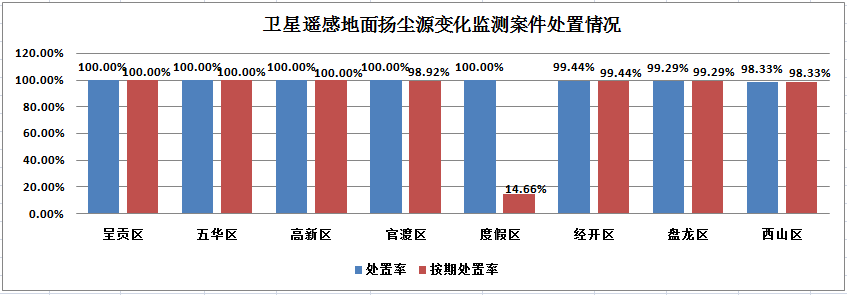 卫星遥感地面扬尘源变化监测案件处置情况
120.00%
100.00%
80.00%
60.00%
40.00%
20.00%
0.00%
100.00% 100.00% 100.00% 100.00% 100.00% 100.00% 100.00% 98.92% 100.00% 14.66% 99.44% 99.44% 99.29% 99.29% 98.33% 98.33%
呈贡区 五华区 高新区 官渡区 度假区 经开区 盘龙区 西山区
处置率 按期处置率